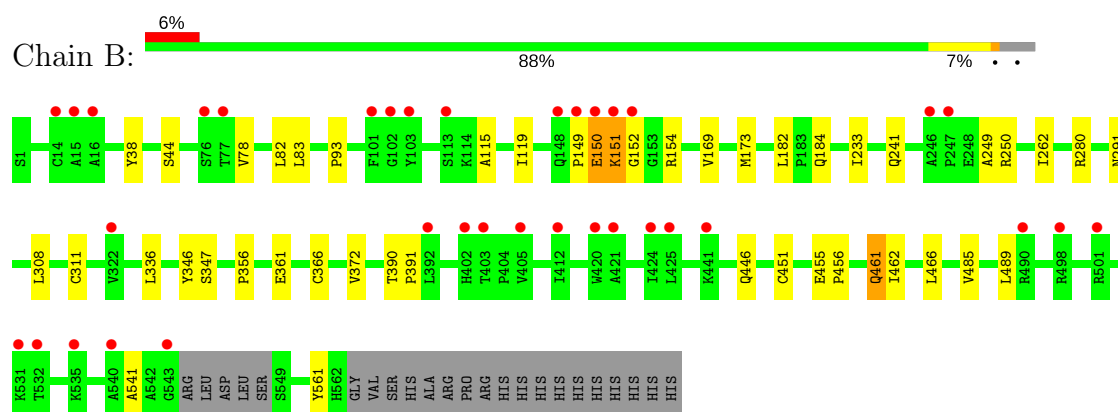 6%
Chain B:
88% 7% • •
S1 C14 A15 A16 Y38 S44 S76 T77 V78 L82 L83 P93 F101 G102 Y103 S113 K114 A115 I119 Q148 P149 E150 K151 G152 G153 R154 V169 M173 L182 P183 Q184 I233 Q241 A246 P247 E248 A249 R250 I262 R280 N291
L308 C311 V322 L336 Y346 S347 P356 E361 C366 V372 T390 P391 L392 H402 T403 P404 V405 I412 W420 A421 I424 L425 K441 Q446 C451 E455 P456 Q461 I462 L466 V485 L489 R490 R498 R501
K531 T532 K535 A540 A541 A542 G543 ARG LEU ASP LEU SER S549 Y561 H562 GLY VAL SER HIS ALA ARG PRO ARG HIS HIS HIS HIS HIS HIS HIS HIS HIS HIS